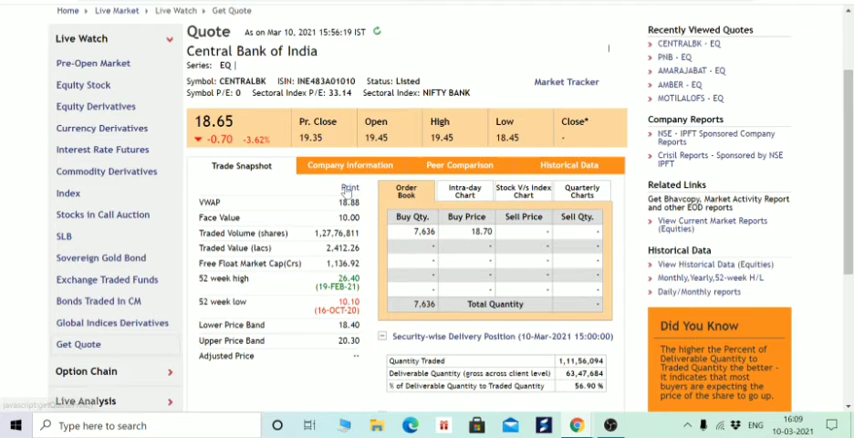 Home › Live Market › Live Watch › Get Quote
Live Watch
Pre-Open Market
Equity Stock
Equity Derivatives
Currency Derivatives
Interest Rate Futures
Commodity Derivatives
Index
Stocks in Call Auction
SLB
Sovereign Gold Bond
Exchange Traded Funds
Bonds Traded In CM
Global Indices Derivatives
Get Quote
Option Chain
Live Analysis
Quote As on Mar 10, 2021 15:56:19 IST
Central Bank of India
Series: EQ |
Symbol: CENTRALBK ISIN: INE483A01010 Status: Listed
Symbol P/E: 0 Sectoral Index P/E: 33.14 Sectoral Index: NIFTY BANK
Market Tracker
18.65 Pr. Close Open High Low Close*
-0.70 -3.62% 19.35 19.45 19.45 18.45 -
Trade Snapshot Company information Peer Comparison Historical Data
Print
VWAP 18.88
Face Value 10.00
Traded Volume (shares) 1,27,76,811
Traded Value (lacs) 2,412.26
Free Float Market Cap(Crs) 1,136.92
52 week high 26.40
(19-FEB-21)
52 week low 10.10
(16-OCT-20)
Lower Price Band 18.40
Upper Price Band 20.30
Adjusted Price --
Order Book Intra-day Chart Stock V/s Index Chart Quarterly Charts
Buy Qty. Buy Price Sell Price Sell Qty.
7,636 18.70 - -
- - - -
- - - -
- - - -
- - - -
7,636 Total Quantity -
Security-wise Delivery Position (10-Mar-2021 15:00:00)
Quantity Traded 1,11,56,094
Deliverable Quantity (gross across client level) 63,47,684
% of Deliverable Quantity to Traded Quantity 56.90 %
Recently Viewed Quotes
CENTRALBK - EQ
PNB - EQ
AMARAJABAT - EQ
AMBER - EQ
MOTILALOFS - EQ
Company Reports
NSE - IPFT Sponsored Company
Reports
Crisil Reports - Sponsored by NSE
IPFT
Related Links
Get Bhavcopy, Market Activity Report
and other EOD reports
View Current Market Reports
(Equities)
Historical Data
View Historical Data (Equities)
Monthly,Yearly,52-week H/L
Daily/Monthly reports
Did You Know
The higher the Percent of
Deliverable Quantity to
Traded Quantity the better -
it indicates that most
buyers are expecting the
price of the share to go up.
Type here to search
ENG
16:09
10-03-2021